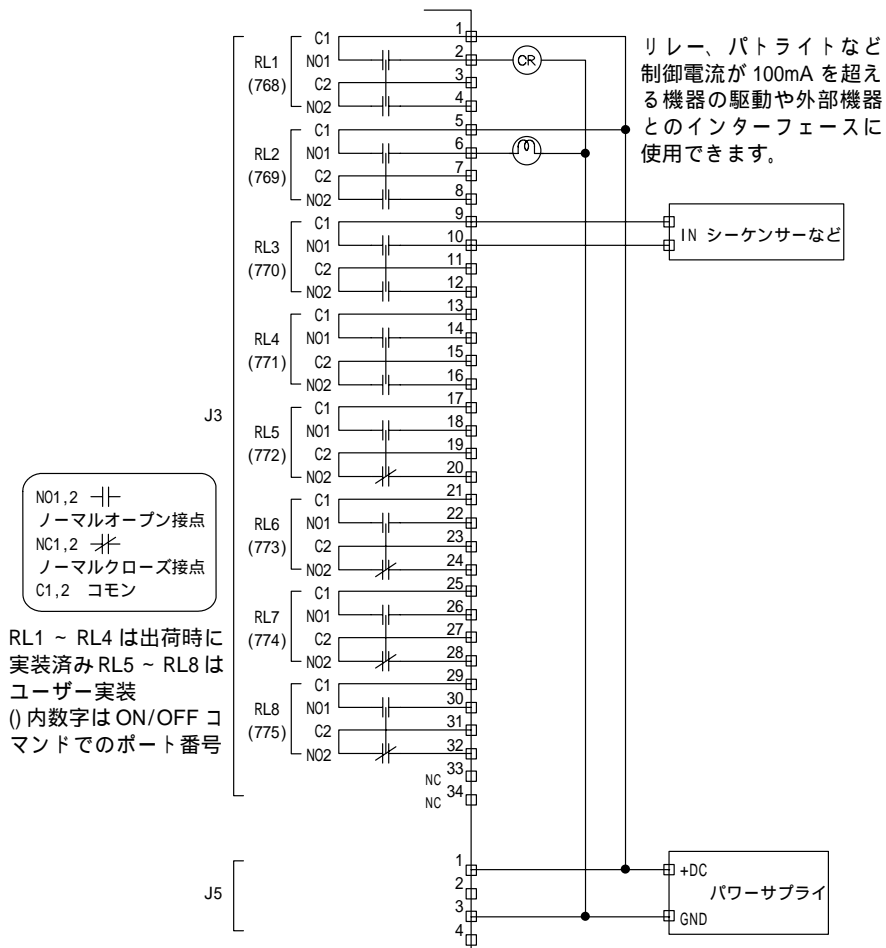 リレー、パトライトなど
制御電流が 100mA を超え
る機器の駆動や外部機器
とのインターフェースに
使用できます。
J3
RL1
(768)
C1 1
NO1 2
C2 3
NO2 4
CR
RL2
(769)
C1 5
NO1 6
C2 7
NO2 8
RL3
(770)
C1 9
NO1 10
C2 11
NO2 12
IN シーケンサーなど
RL4
(771)
C1 13
NO1 14
C2 15
NO2 16
RL5
(772)
C1 17
NO1 18
C2 19
NO2 20
RL6
(773)
C1 21
NO1 22
C2 23
NO2 24
RL7
(774)
C1 25
NO1 26
C2 27
NO2 28
RL8
(775)
C1 29
NO1 30
C2 31
NO2 32
NC 33
NC 34
NO1,2
ノーマルオープン接点
NC1,2
ノーマルクローズ接点
C1,2 コモン
RL1 ~ RL4 は出荷時に
実装済み RL5 ~ RL8 は
ユーザー実装
() 内数字は ON/OFF コ
マンドでのポート番号
J5
1
2
3
4
+DC
パワーサプライ
GND